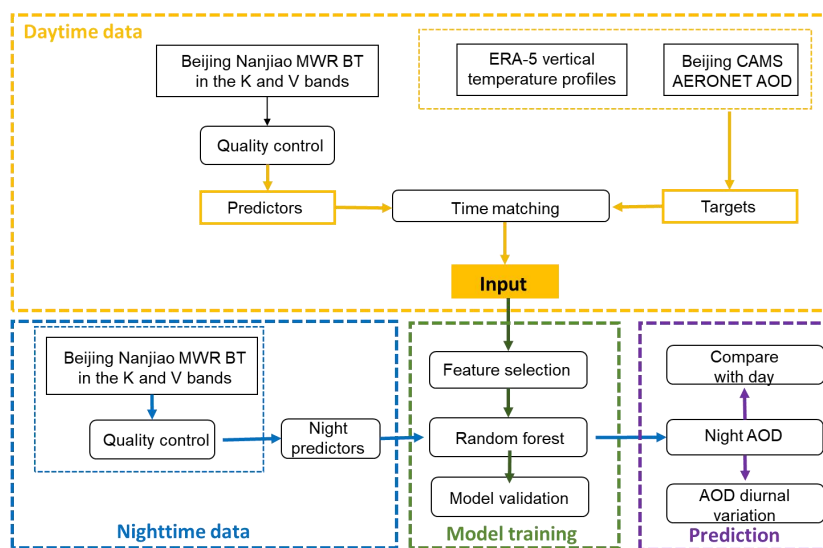 Daytime data
Beijing Nanjiao MWR BT
in the K and V bands
ERA-5 vertical
temperature profiles
Beijing CAMS
AERONET AOD
Quality control
Predictors
Time matching
Targets
Input
Beijing Nanjiao MWR BT
in the K and V bands
Quality control
Night
predictors
Nighttime data
Feature selection
Random forest
Model validation
Model training
Compare
with day
Night AOD
AOD diurnal
variation
Prediction